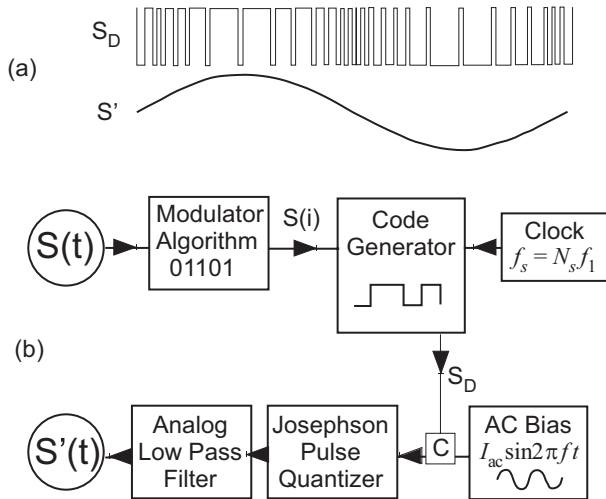 S_D
(a)
S'
S(t)
Modulator
Algorithm
01101
S(i)
Code
Generator
Clock
f_s = N_s f_1
(b)
S_D
S'(t)
Analog
Low Pass
Filter
Josephson
Pulse
Quantizer
C
AC Bias
I_ac sin2πft